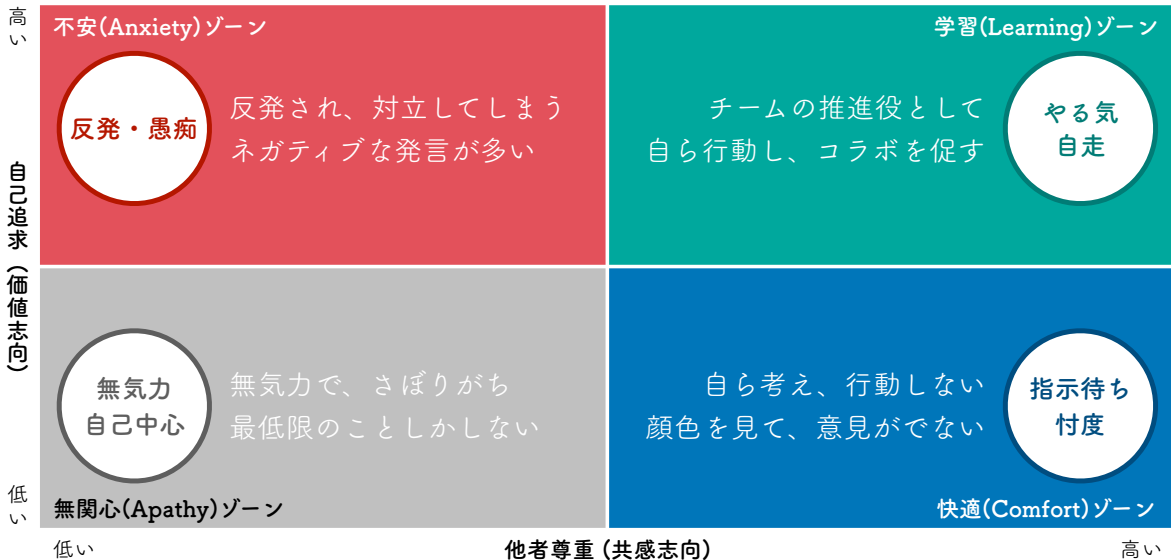 高い
不安(Anxiety)ゾーン
学習(Learning)ゾーン
反発・愚痴
反発され、対立してしまう
ネガティブな発言が多い
チームの推進役として
自ら行動し、コラボを促す
やる気
自走
自己追求(価値志向)
無気力
自己中心
無気力で、さぼりがち
最低限のことしかしない
自ら考え、行動しない
顔色を見て、意見がでない
指示待ち
忖度
低い
無関心(Apathy)ゾーン
快適(Comfort)ゾーン
低い
他者尊重(共感志向)
高い